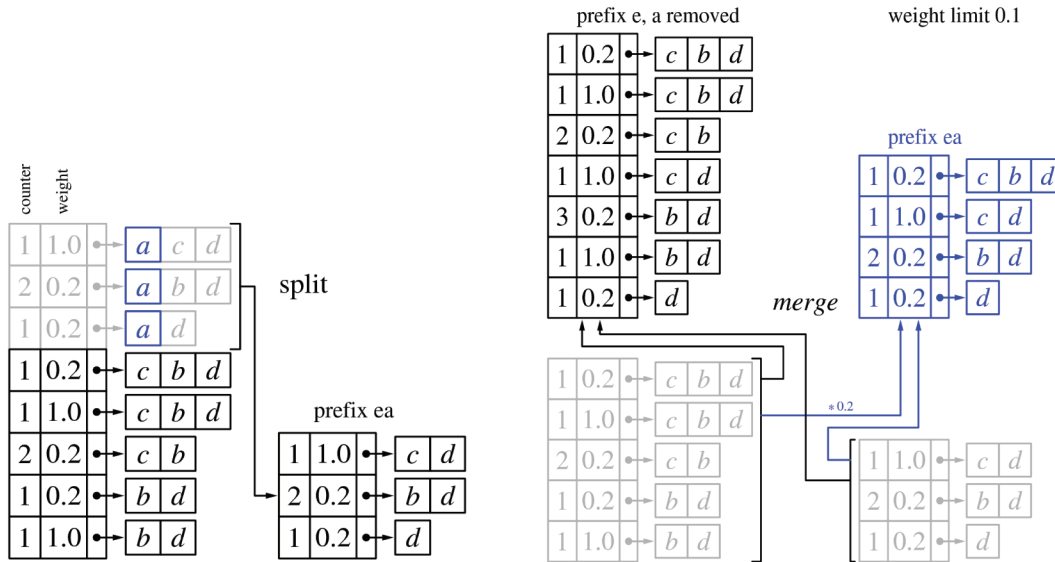 counter weight
1 1.0 a c d
2 0.2 a b d
1 0.2 a d
1 0.2 c b d
1 1.0 c b d
2 0.2 c b
1 0.2 b d
1 1.0 b d
split
prefix ea
1 1.0 c d
2 0.2 b d
1 0.2 d
prefix e, a removed
1 0.2 c b d
1 1.0 c b d
2 0.2 c b
1 1.0 c d
3 0.2 b d
1 1.0 b d
1 0.2 d
weight limit 0.1
prefix ea
1 0.2 c b d
1 1.0 c d
2 0.2 b d
1 0.2 d
merge
1 0.2 c b d
1 1.0 c b d
2 0.2 c b
1 0.2 b d
1 1.0 b d
*0.2
1 1.0 c d
2 0.2 b d
1 0.2 d